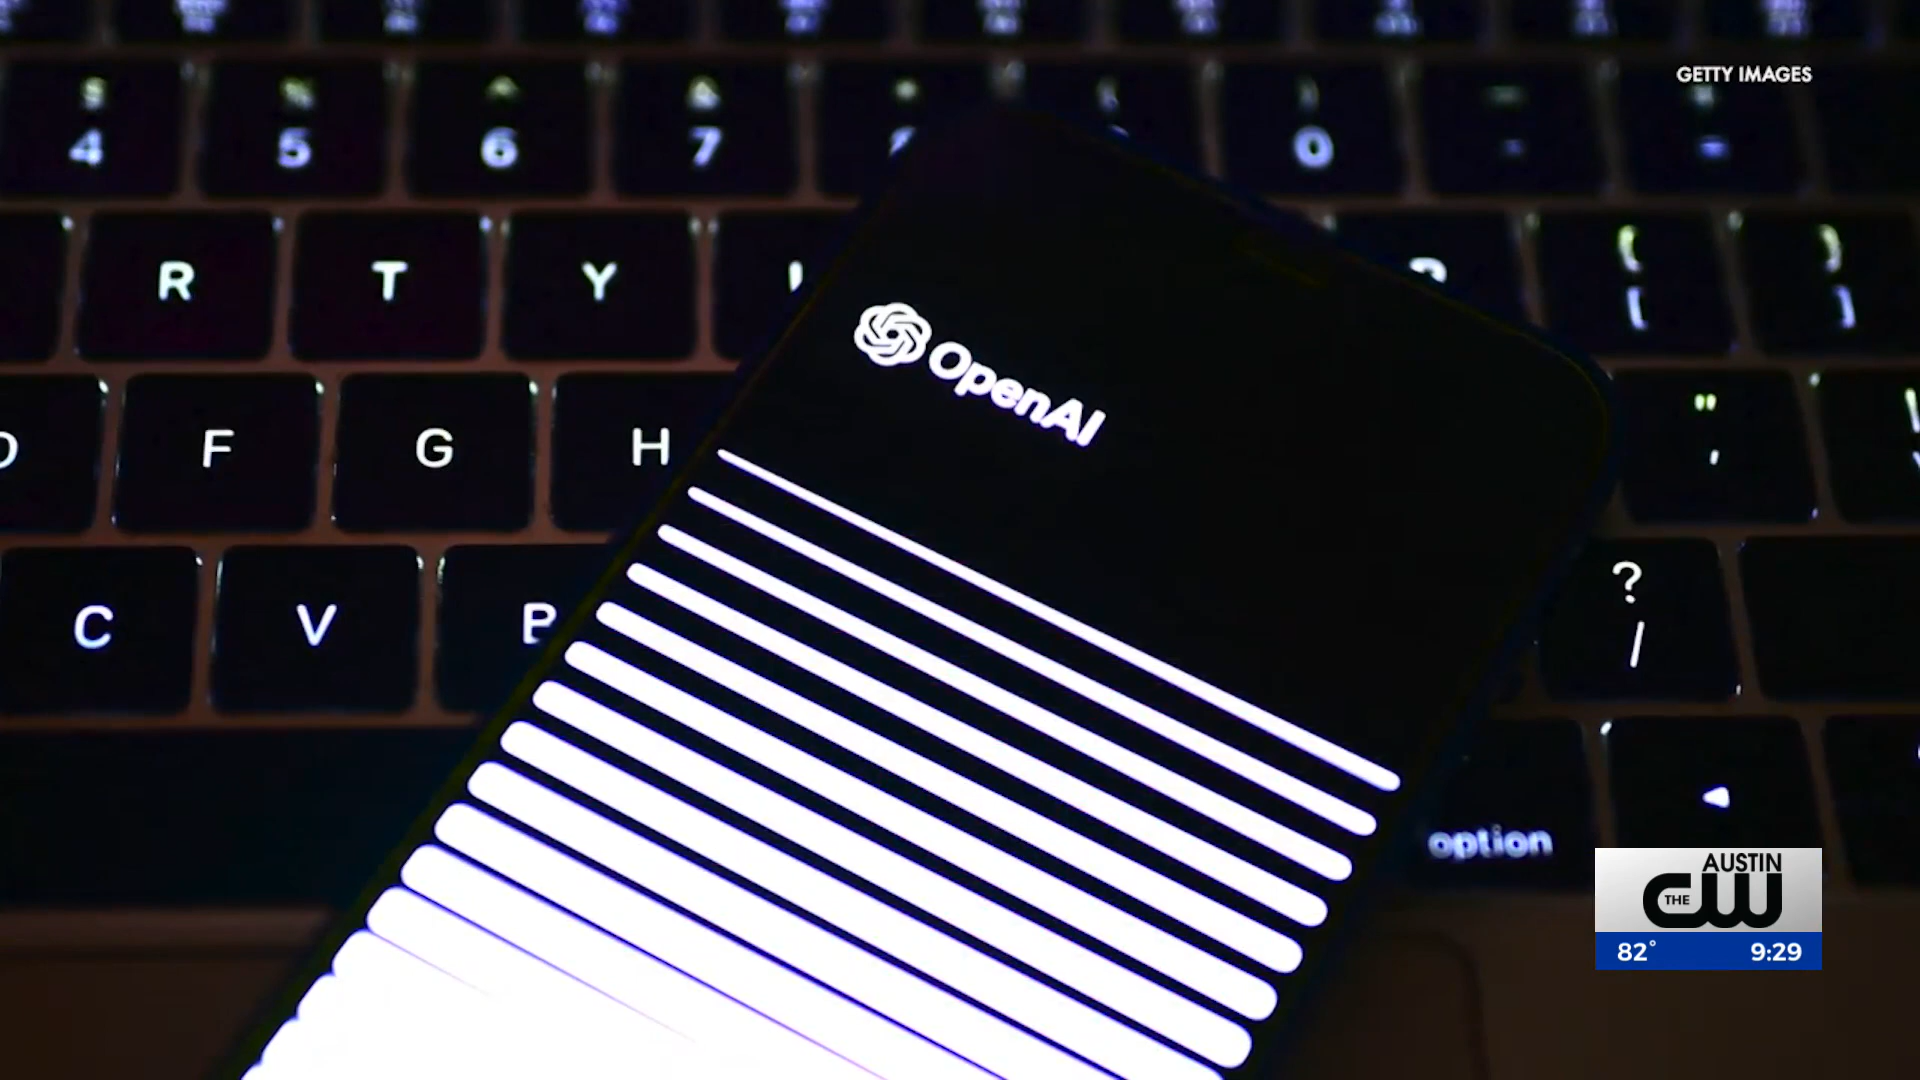 GETTY IMAGES
$ % ^ &
4 5 6 7 0 - =
R T Y { }
[ ]
OpenAI
F G H "
'
C V B ?
/
option
AUSTIN
THE CW
82° 9:29